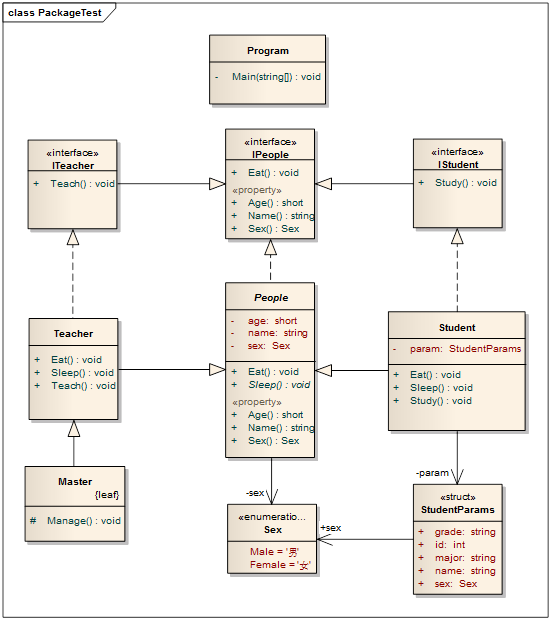 class PackageTest
Program
- Main(string[]) : void
«interface»
ITeacher
+ Teach() : void
«interface»
IPeople
+ Eat() : void
«property»
+ Age() : short
+ Name() : string
+ Sex() : Sex
«interface»
IStudent
+ Study() : void
Teacher
+ Eat() : void
+ Sleep() : void
+ Teach() : void
People
- age: short
- name: string
- sex: Sex
+ Eat() : void
+ Sleep() : void
«property»
+ Age() : short
+ Name() : string
+ Sex() : Sex
Student
- param: StudentParams
+ Eat() : void
+ Sleep() : void
+ Study() : void
Master
{leaf}
# Manage() : void
-sex
-param
«enumeratio...
Sex
Male = '男'
Female = '女'
+sex
«struct»
StudentParams
+ grade: string
+ id: int
+ major: string
+ name: string
+ sex: Sex